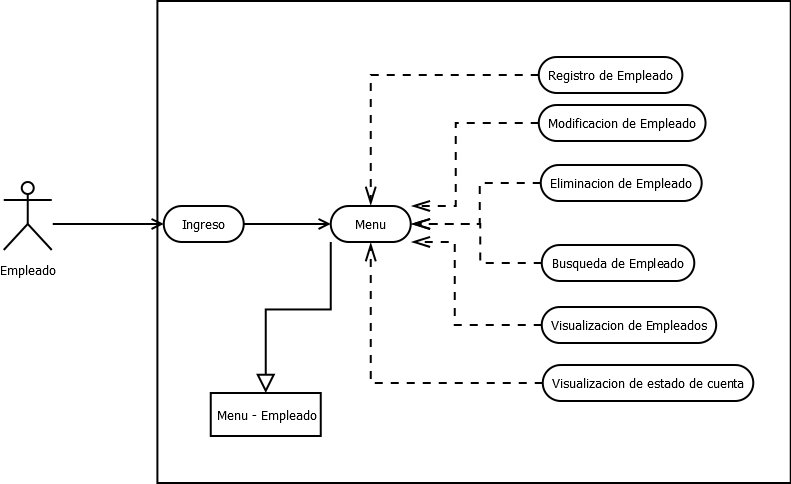 Registro de Empleado
Modificacion de Empleado
Eliminacion de Empleado
Ingreso
Menu
Empleado
Busqueda de Empleado
Visualizacion de Empleados
Visualizacion de estado de cuenta
Menu - Empleado